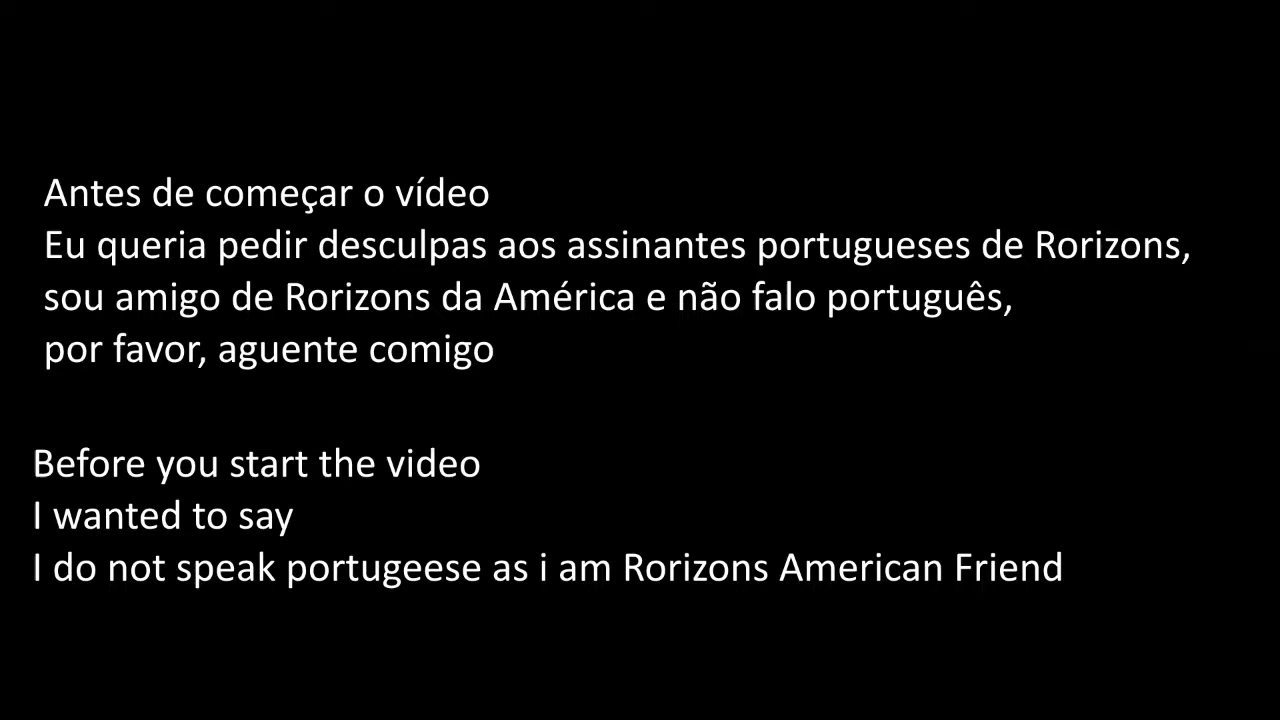 Antes de começar o vídeo
Eu queria pedir desculpas aos assinantes portugueses de Rorizons,
sou amigo de Rorizons da América e não falo português,
por favor, aguente comigo
Before you start the video
I wanted to say
I do not speak portugeese as i am Rorizons American Friend